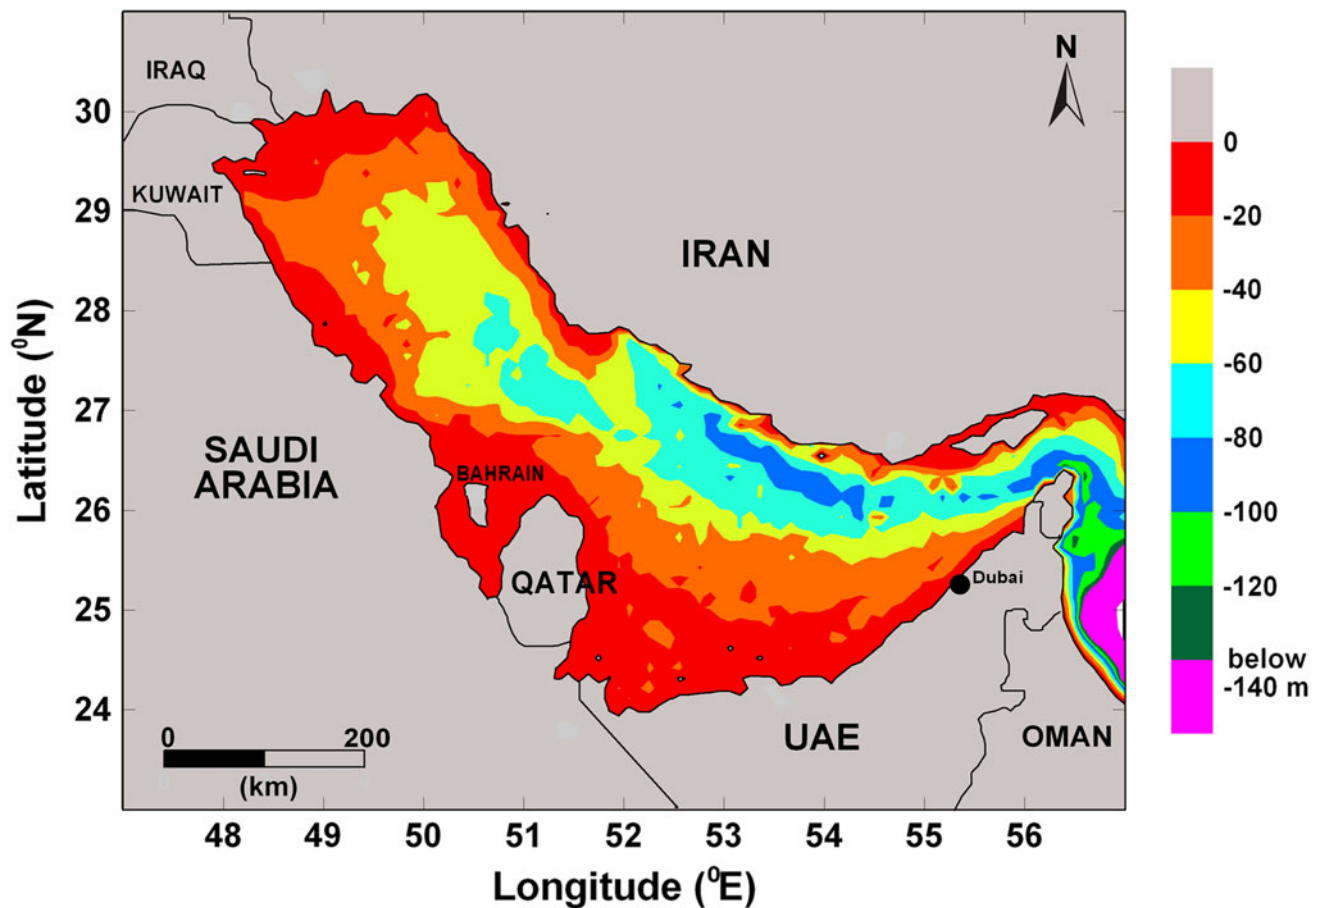 N
IRAQ
30
0
KUWAIT
-20
29
IRAN
-40
28
-60
27
-80
SAUDI
ARABIA
BAHRAIN
26
-100
QATAR
Dubai
25
-120
below
-140 m
24
UAE
OMAN
0 200
(km)
48 49 50 51 52 53 54 55 56
Latitude (⁰N)
Longitude (⁰E)